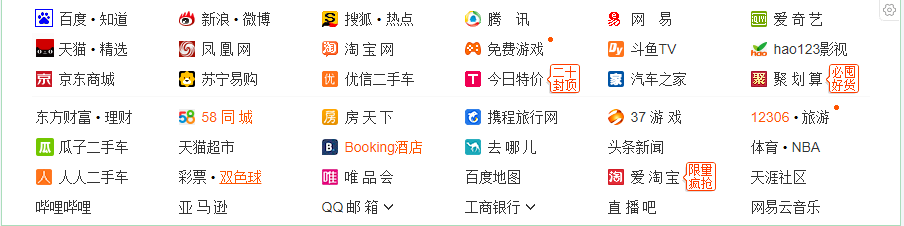 百度 • 知道 新浪 • 微博 搜狐 • 热点 腾 讯 网 易 爱 奇 艺
天猫 • 精选 凤 凰 网 淘 宝 网 免费游戏 斗鱼TV hao123影视
京东商城 苏宁易购 优信二手车 今日特价 二十封顶 汽车之家 聚 划 算 必囤好货
东方财富 • 理财 58 同 城 房 天 下 携程旅行网 37 游 戏 12306 • 旅游
瓜子二手车 天猫超市 Booking酒店 去 哪 儿 头条新闻 体育 • NBA
人人二手车 彩票 • 双色球 唯 品 会 百度地图 爱 淘 宝 限量疯抢 天涯社区
哔哩哔哩 亚 马 逊 QQ 邮 箱 工商银行 直 播 吧 网易云音乐